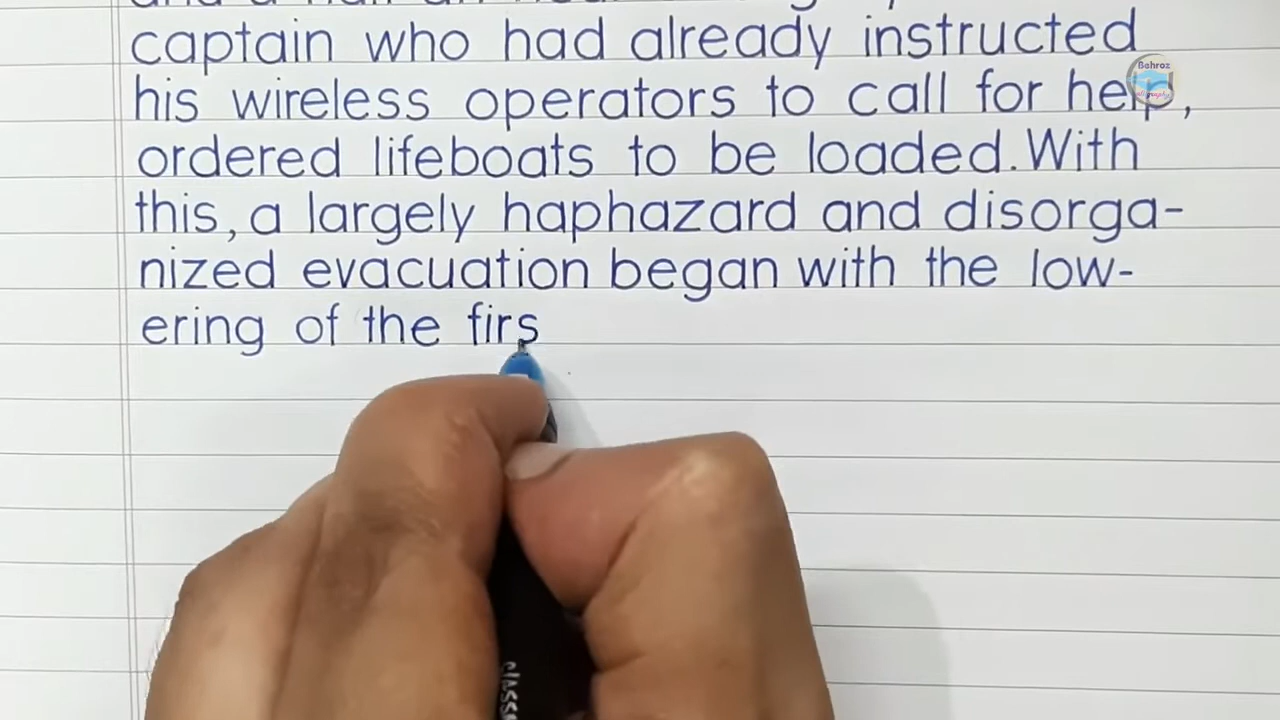 captain who had already instructed
his wireless operators to call for help,
ordered lifeboats to be loaded. With
this, a largely haphazard and disorga-
nized evacuation began with the low-
ering of the firs
Bahroz